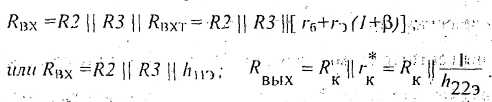 R_ВХ = R2 || R3 || R_ВХТ = R2 || R3 || [ r_б + r_Э (1+β)] ;
или R_ВХ = R2 || R3 || h_11Э ; R_ВЫХ = R_К || r_К^* = R_К || 1/h_22Э